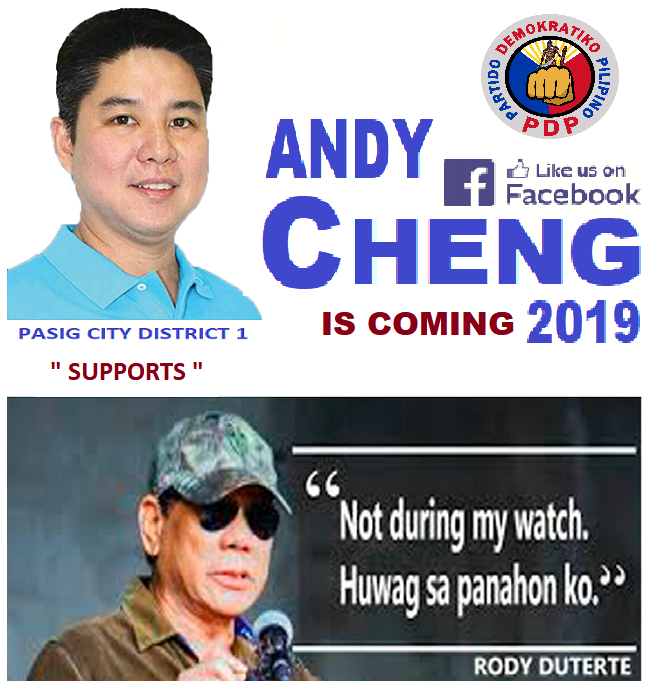 PARTIDO DEMOKRATIKO PILIPINO
PDP
ANDY
f Like us on
Facebook
CHENG
IS COMING 2019
PASIG CITY DISTRICT 1
" SUPPORTS "
“Not during my watch.
Huwag sa panahon ko.”
RODY DUTERTE